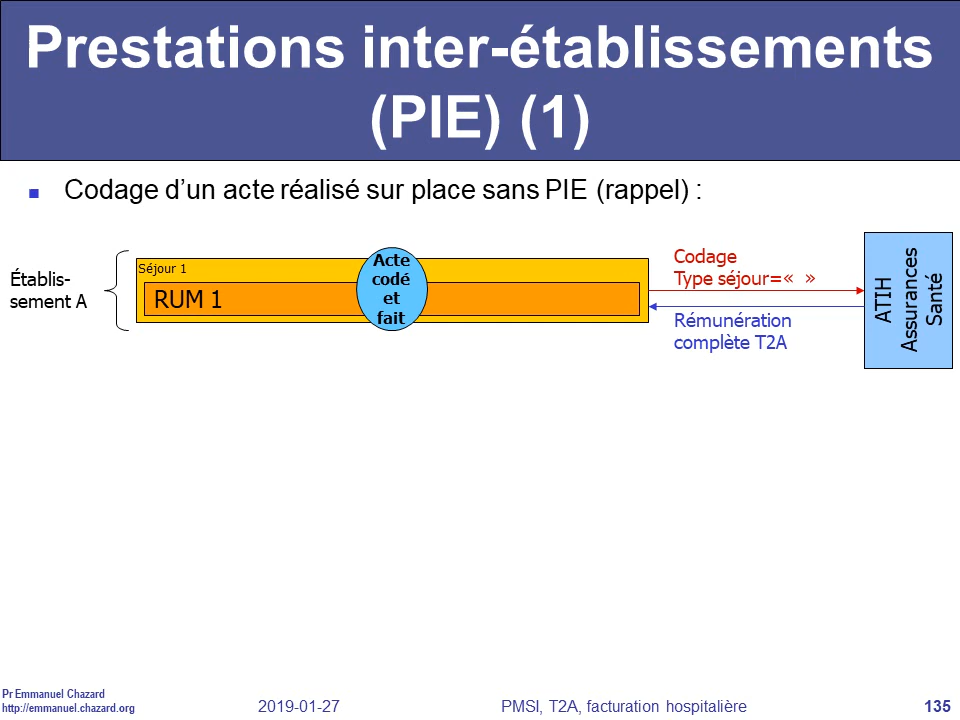 Prestations inter-établissements
(PIE) (1)
Codage d’un acte réalisé sur place sans PIE (rappel) :
Établis-
sement A
Séjour 1
RUM 1
Acte
codé
et
fait
Codage
Type séjour=« »
Rémunération
complète T2A
ATIH
Assurances
Santé
Pr Emmanuel Chazard
http://emmanuel.chazard.org
2019-01-27
PMSI, T2A, facturation hospitalière
135